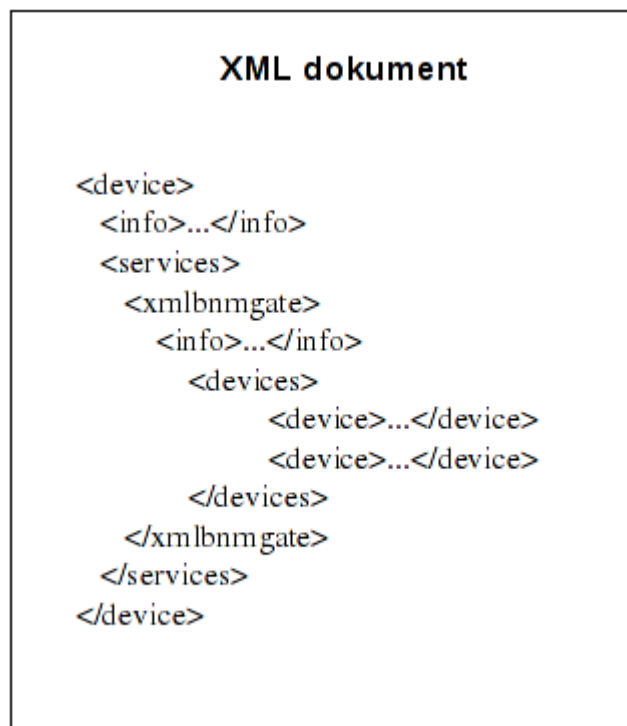 XML dokument
<device>
<info>...</info>
<services>
<xmlbnmgate>
<info>...</info>
<devices>
<device>...</device>
<device>...</device>
</devices>
</xmlbnmgate>
</services>
</device>